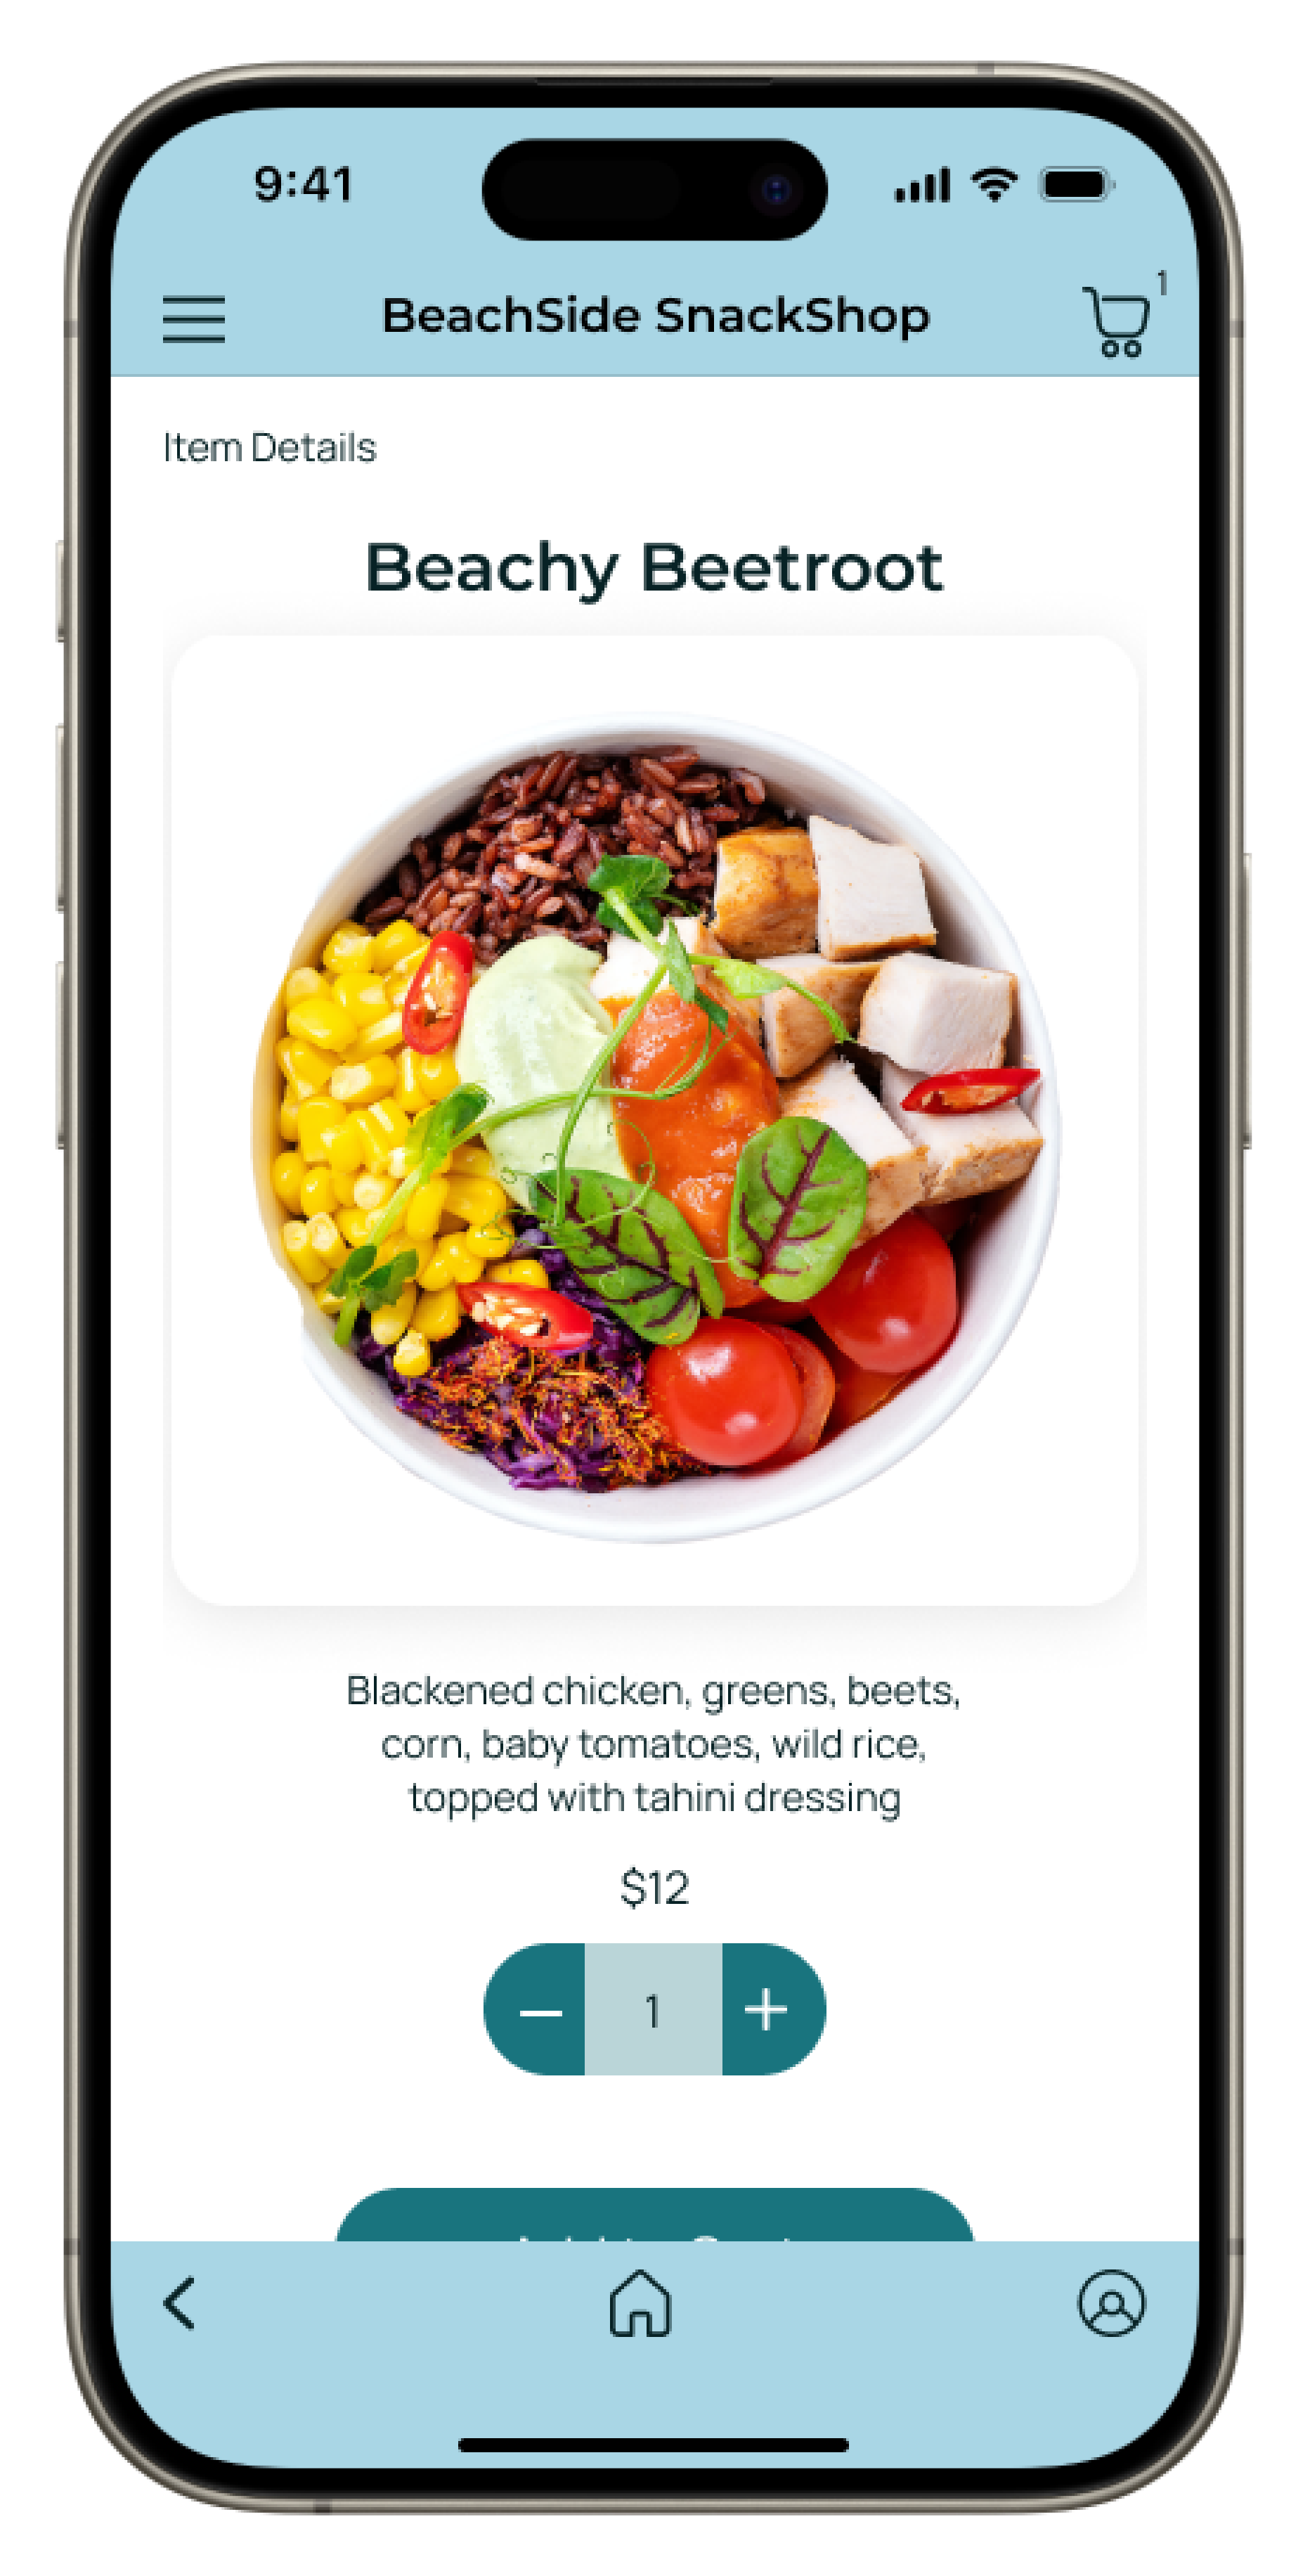 9:41
BeachSide SnackShop
1
Item Details
Beachy Beetroot
Blackened chicken, greens, beets,
corn, baby tomatoes, wild rice,
topped with tahini dressing
$12
1